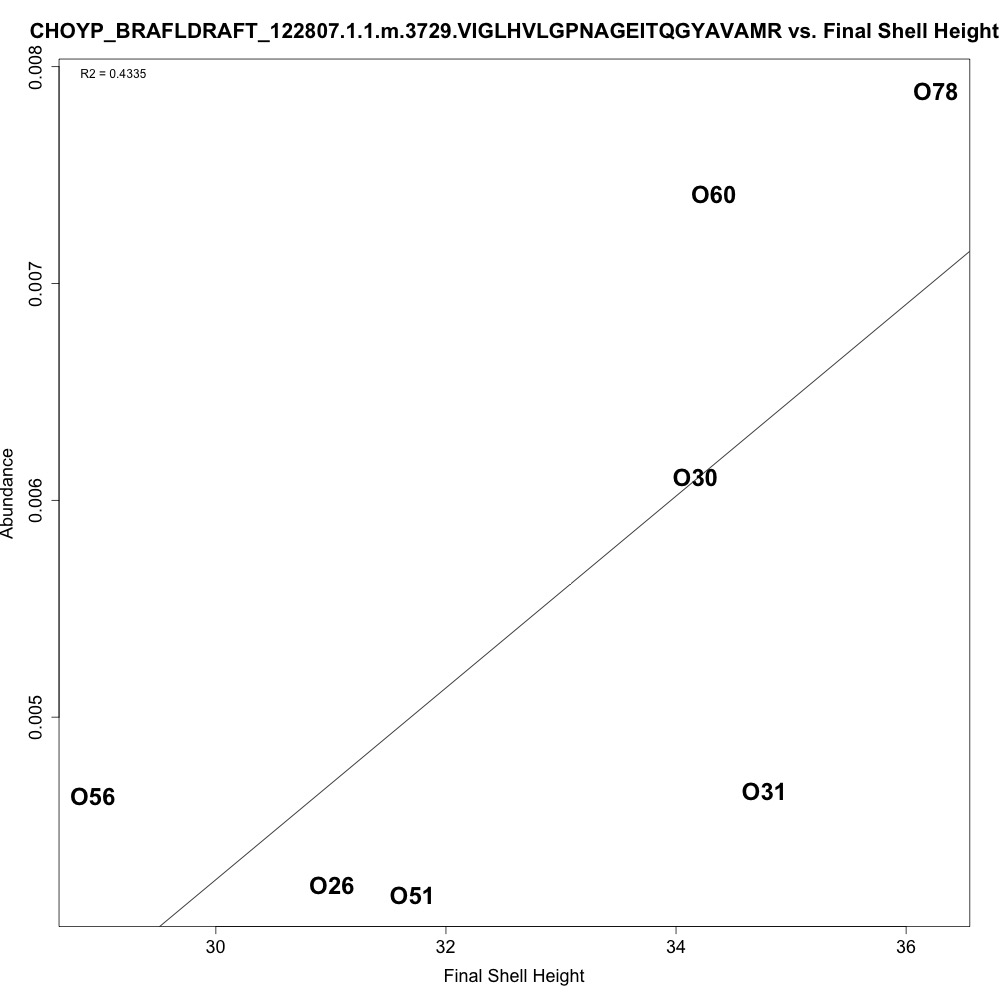 CHOYP_BRAFLDRAFT_122807.1.1.m.3729.VIGLHVLGPNAGEITQGYAVAMR vs. Final Shell Height
R2 = 0.4335
0.008
O78
O60
0.007
O30
0.006
Abundance
0.005
O56
O31
O26
O51
30 32 34 36
Final Shell Height